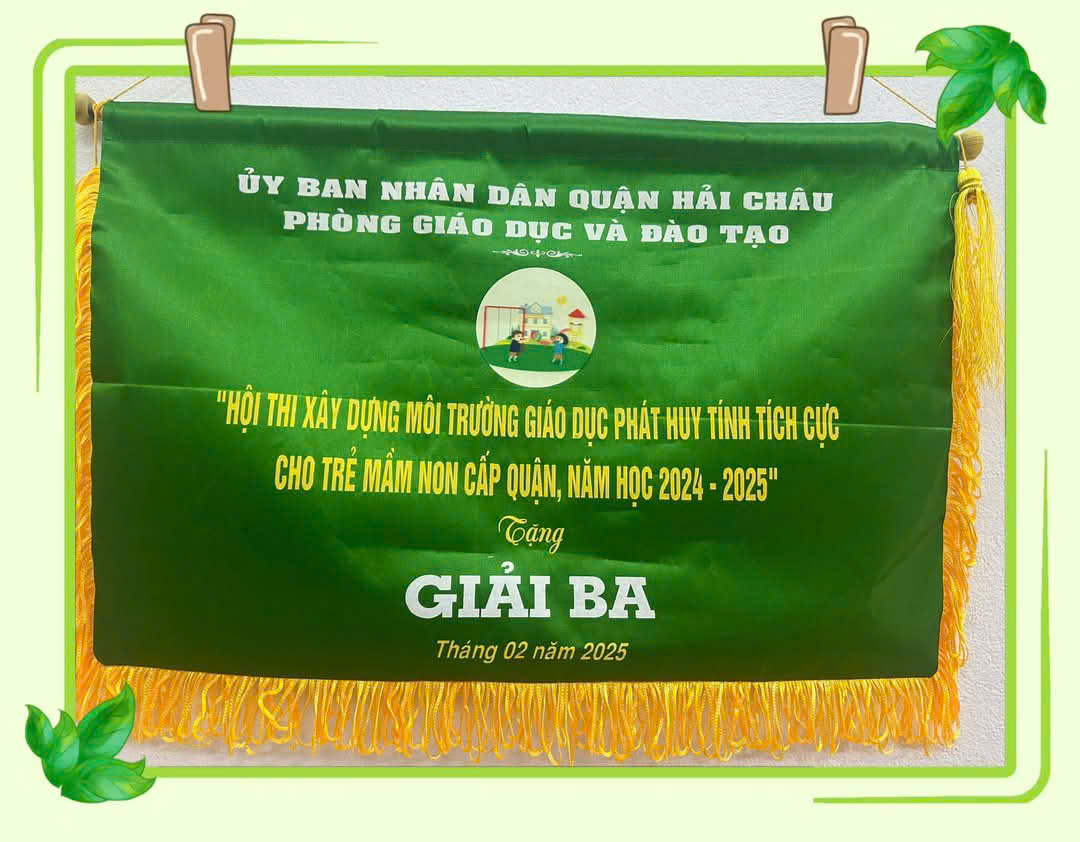 ỦY BAN NHÂN DÂN QUẬN HẢI CHÂU
PHÒNG GIÁO DỤC VÀ ĐÀO TẠO
"HỘI THI XÂY DỰNG MÔI TRƯỜNG GIÁO DỤC PHÁT HUY TÍNH TÍCH CỰC
CHO TRẺ MẦM NON CẤP QUẬN, NĂM HỌC 2024 - 2025"
Tặng
GIẢI BA
Tháng 02 năm 2025